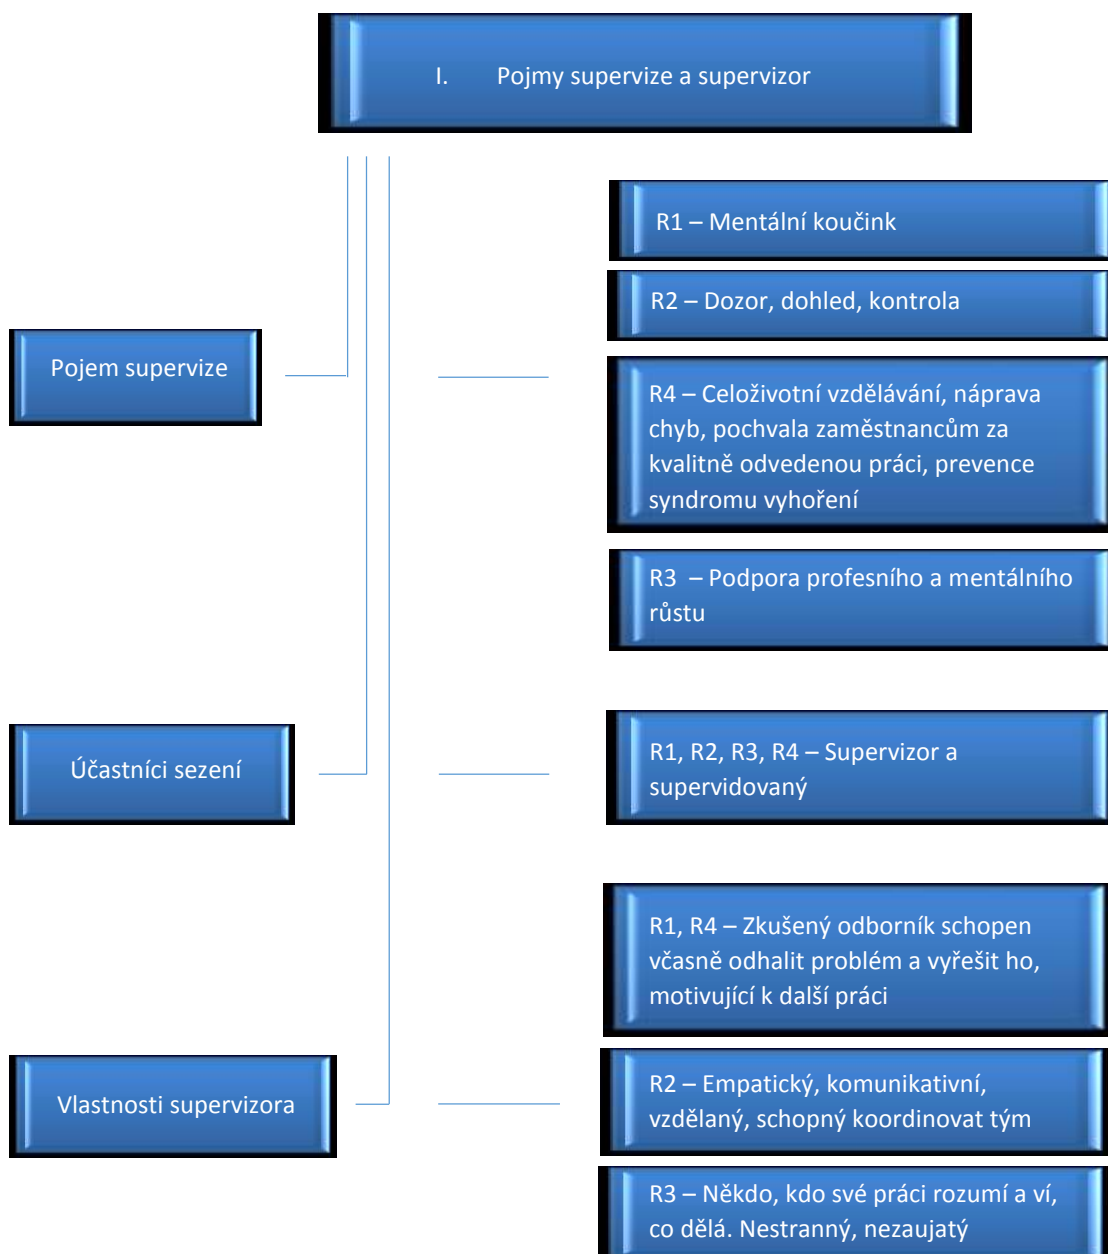 I. Pojmy supervize a supervizor
R1 – Mentální koučink
R2 – Dozor, dohled, kontrola
Pojem supervize
R4 – Celoživotní vzdělávání, náprava
chyb, pochvala zaměstnancům za
kvalitně odvedenou práci, prevence
syndromu vyhoření
R3 – Podpora profesního a mentálního
růstu
Účastníci sezení
R1, R2, R3, R4 – Supervizor a
supervidovaný
R1, R4 – Zkušený odborník schopen
včasně odhalit problém a vyřešit ho,
motivující k další práci
Vlastnosti supervizora
R2 – Empatický, komunikativní,
vzdělaný, schopný koordinovat tým
R3 – Někdo, kdo své práci rozumí a ví,
co dělá. Nestranný, nezaujatý